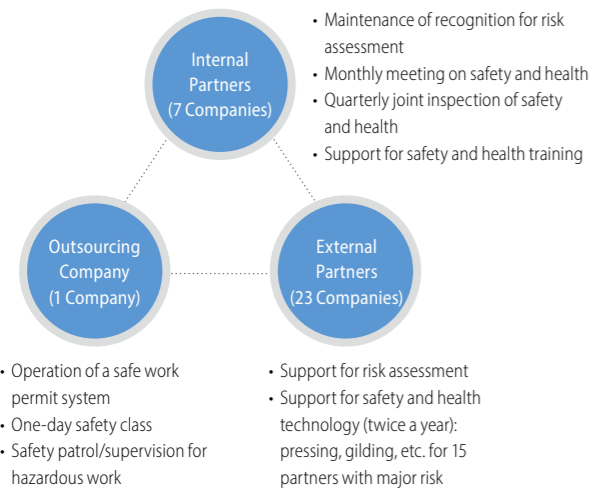 Internal
Partners
(7 Companies)
• Maintenance of recognition for risk
assessment
• Monthly meeting on safety and health
• Quarterly joint inspection of safety
and health
• Support for safety and health training
Outsourcing
Company
(1 Company)
External
Partners
(23 Companies)
• Operation of a safe work
permit system
• One-day safety class
• Safety patrol/supervision for
hazardous work
• Support for risk assessment
• Support for safety and health
technology (twice a year):
pressing, gilding, etc. for 15
partners with major risk